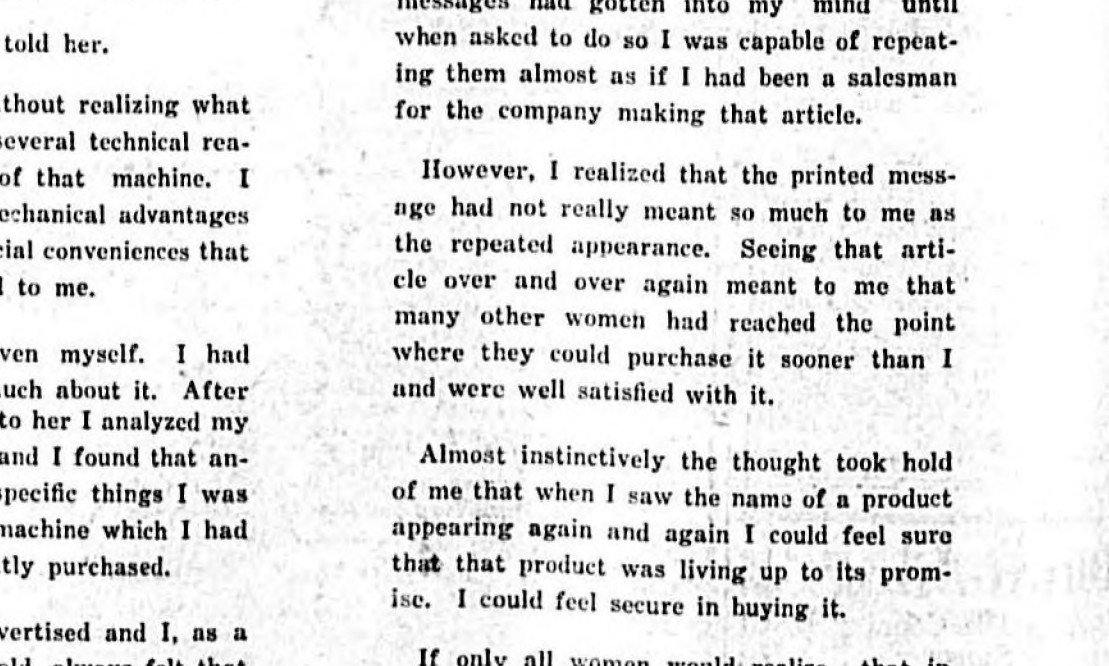 told her.
thout realizing what
several technical rea-
of that machine. I
echanical advantages
cial conveniences that
to me.
ven myself. I had
uch about it. After
to her I analyzed my
and I found that an-
specific things I was
machine which I had
tly purchased.
vertised and I, as a
always felt that
messages had gotten into my mind until
when asked to do so I was capable of repeat-
ing them almost as if I had been a salesman
for the company making that article.
However, I realized that the printed mess-
age had not really meant so much to me as
the repeated appearance. Seeing that arti-
cle over and over again meant to me that
many other women had reached the point
where they could purchase it sooner than I
and were well satisfied with it.
Almost instinctively the thought took hold
of me that when I saw the name of a product
appearing again and again I could feel sure
that that product was living up to its prom-
ise. I could feel secure in buying it.
If only all women would realize that in